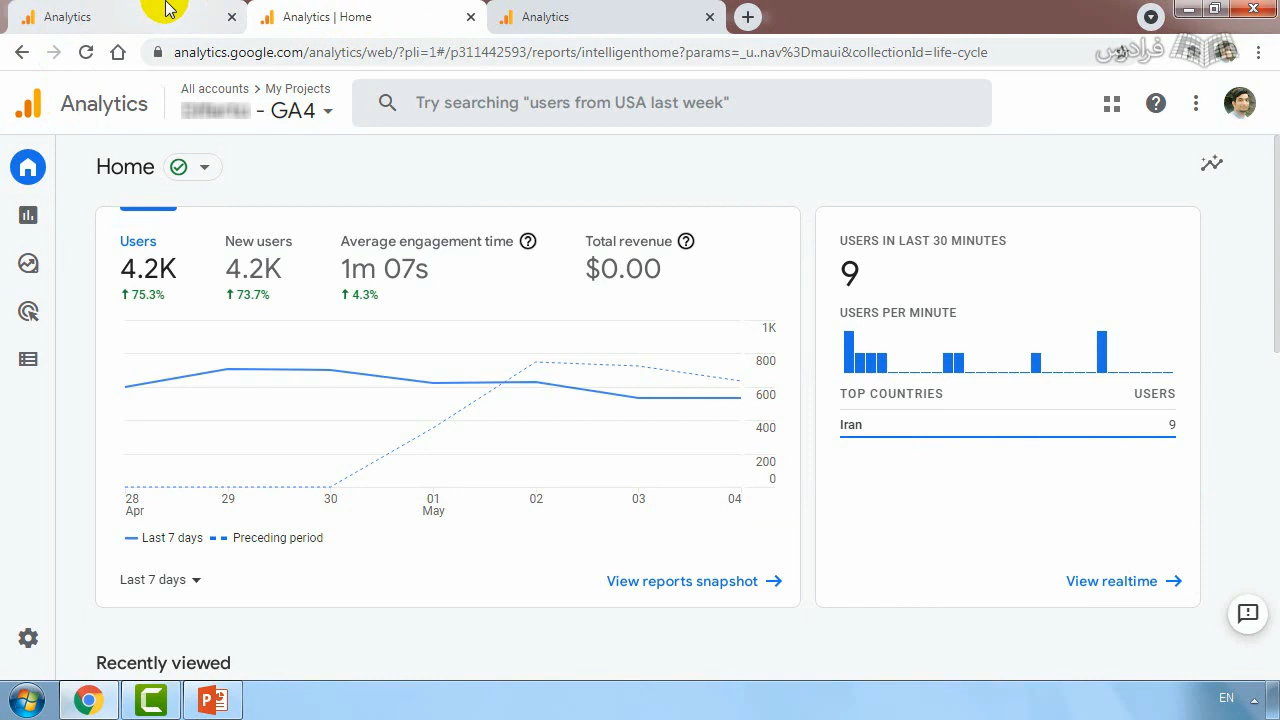 Analytics
Analytics | Home
Analytics
analytics.google.com/analytics/web/?pli=1#/p311442593/reports/intelligenthome?params=_u..nav%3Dmaui&collectionId=life-cycle
فرادرس
Analytics
All accounts > My Projects
- GA4
Try searching "users from USA last week"
Home
Users
4.2K
75.3%
New users
4.2K
73.7%
Average engagement time
1m 07s
4.3%
Total revenue
$0.00
1K
800
600
400
200
0
28 29 30 01 02 03 04
Apr May
Last 7 days Preceding period
Last 7 days
View reports snapshot
USERS IN LAST 30 MINUTES
9
USERS PER MINUTE
TOP COUNTRIES USERS
Iran 9
View realtime
Recently viewed
EN